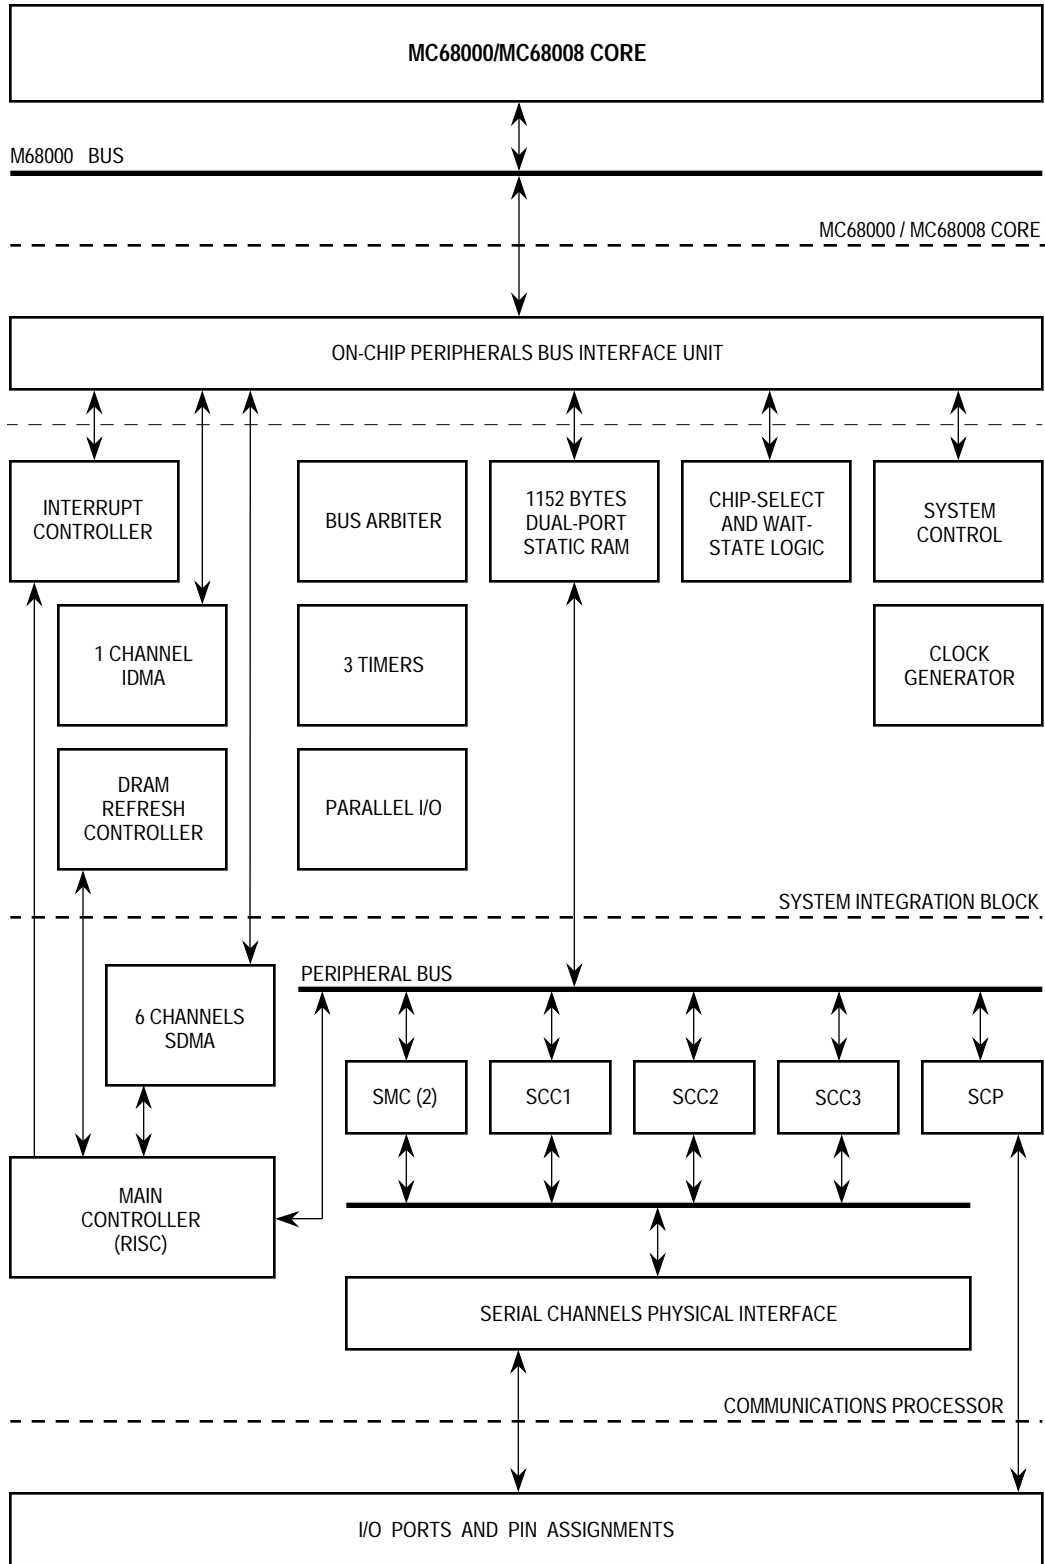 MC68000/MC68008 CORE
M68000 BUS
MC68000 / MC68008 CORE
ON-CHIP PERIPHERALS BUS INTERFACE UNIT
INTERRUPT
CONTROLLER
BUS ARBITER
1152 BYTES
DUAL-PORT
STATIC RAM
CHIP-SELECT
AND WAIT-
STATE LOGIC
SYSTEM
CONTROL
1 CHANNEL
IDMA
3 TIMERS
CLOCK
GENERATOR
DRAM
REFRESH
CONTROLLER
PARALLEL I/O
SYSTEM INTEGRATION BLOCK
PERIPHERAL BUS
6 CHANNELS
SDMA
SMC (2)
SCC1
SCC2
SCC3
SCP
MAIN
CONTROLLER
(RISC)
SERIAL CHANNELS PHYSICAL INTERFACE
COMMUNICATIONS PROCESSOR
I/O PORTS AND PIN ASSIGNMENTS